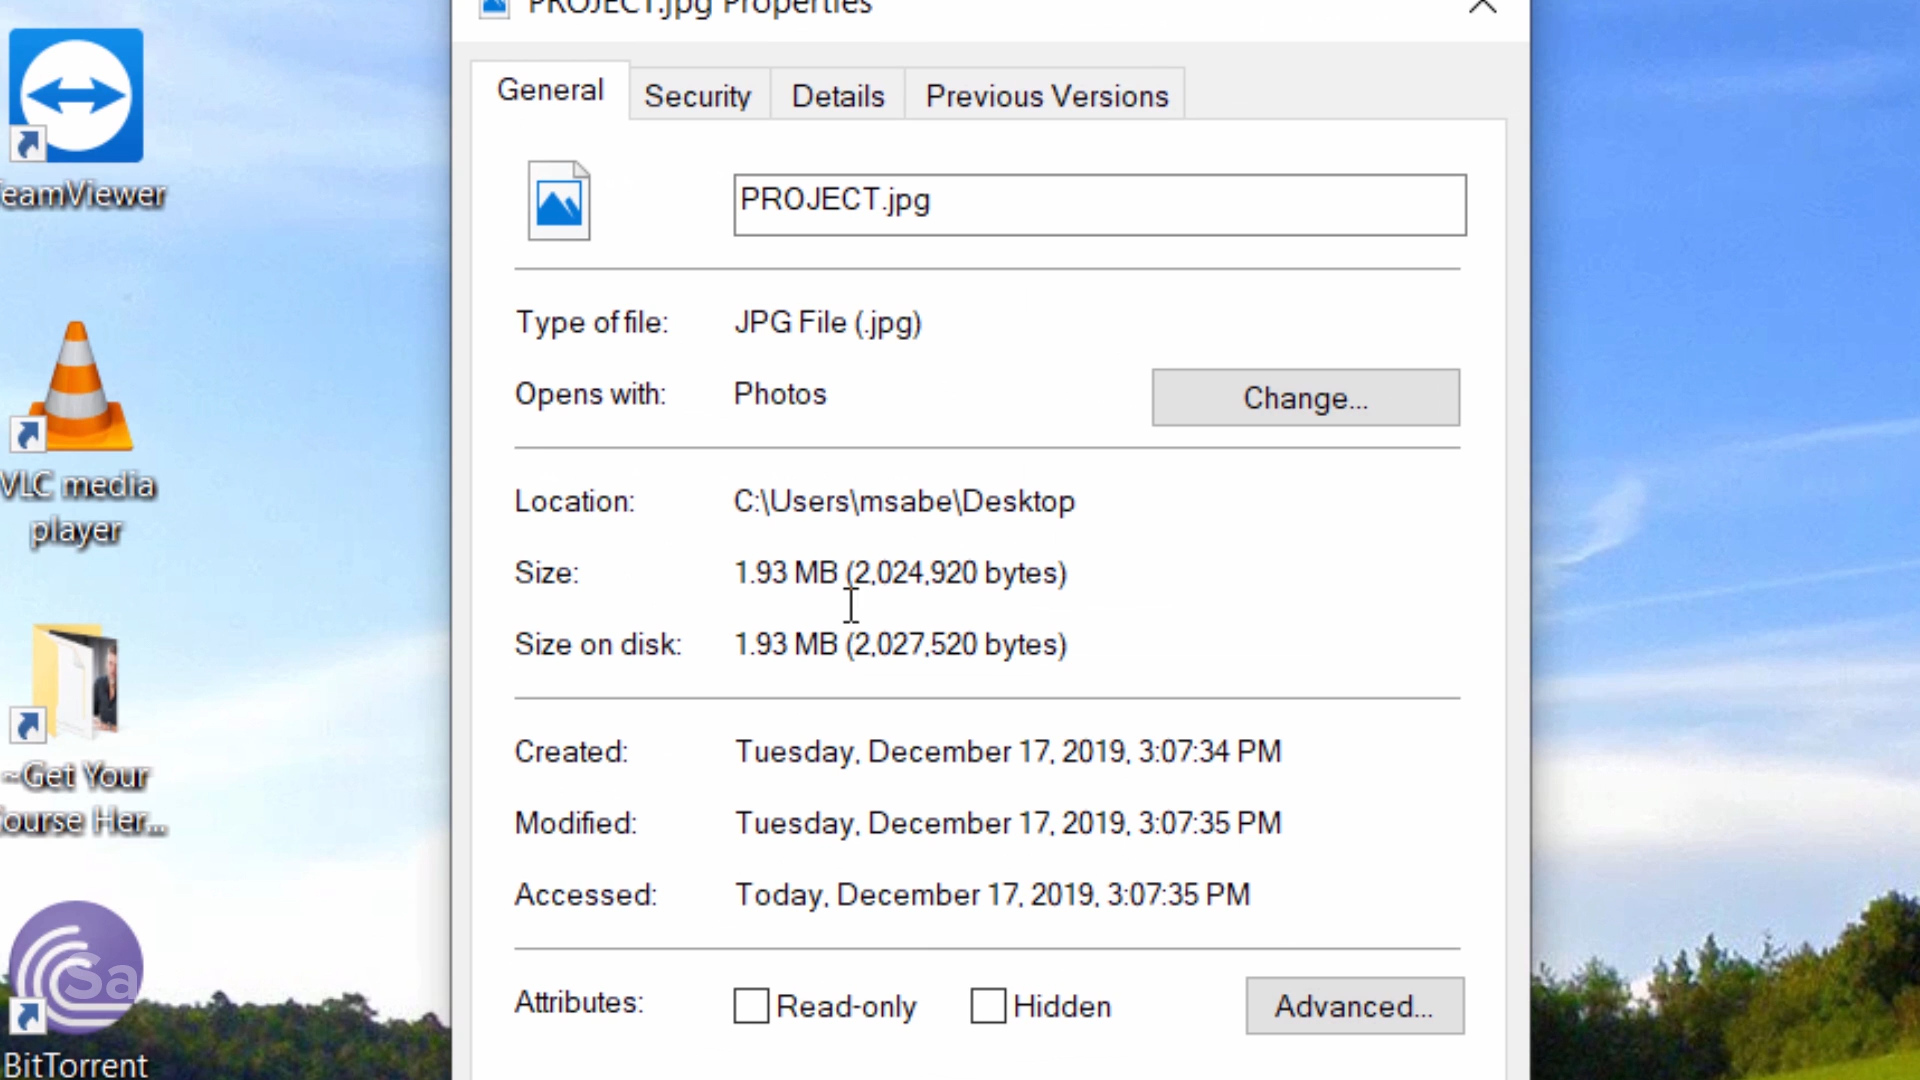 PROJECT.jpg Properties
General
Security
Details
Previous Versions
PROJECT.jpg
Type of file:
JPG File (.jpg)
Opens with:
Photos
Change...
Location:
C:\Users\msabe\Desktop
Size:
1.93 MB (2,024,920 bytes)
Size on disk:
1.93 MB (2,027,520 bytes)
Created:
Tuesday, December 17, 2019, 3:07:34 PM
Modified:
Tuesday, December 17, 2019, 3:07:35 PM
Accessed:
Today, December 17, 2019, 3:07:35 PM
Attributes:
Read-only
Hidden
Advanced...
eamViewer
VLC media
player
~Get Your
ourse Her...
Sa
BitTorrent